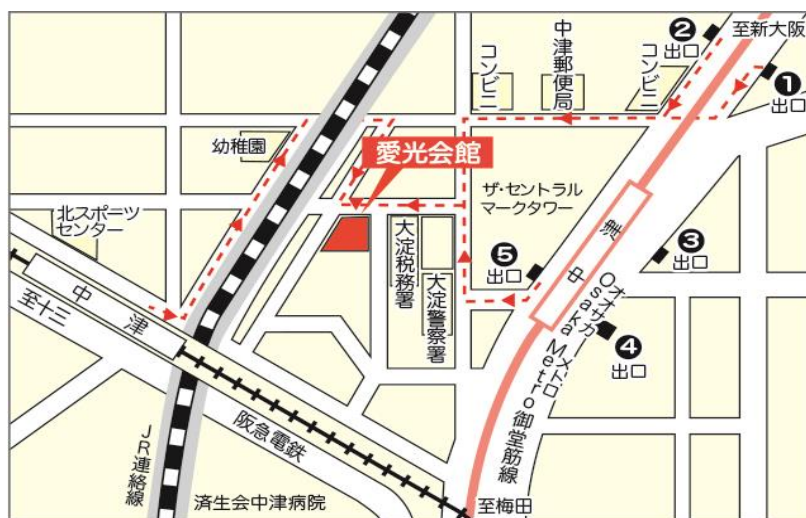 至新大阪
❷
出口
❶
出口
コンビニ
中津郵便局
コンビニ
幼稚園
愛光会館
ザ・セントラル
マークタワー
北スポーツ
センター
大淀税務署
大淀警察署
❺
出口
中津
❸
出口
❹
出口
オオサカ メトロ
Osaka Metro御堂筋線
中津
至十三
阪急電鉄
JR連絡線
済生会中津病院
至梅田